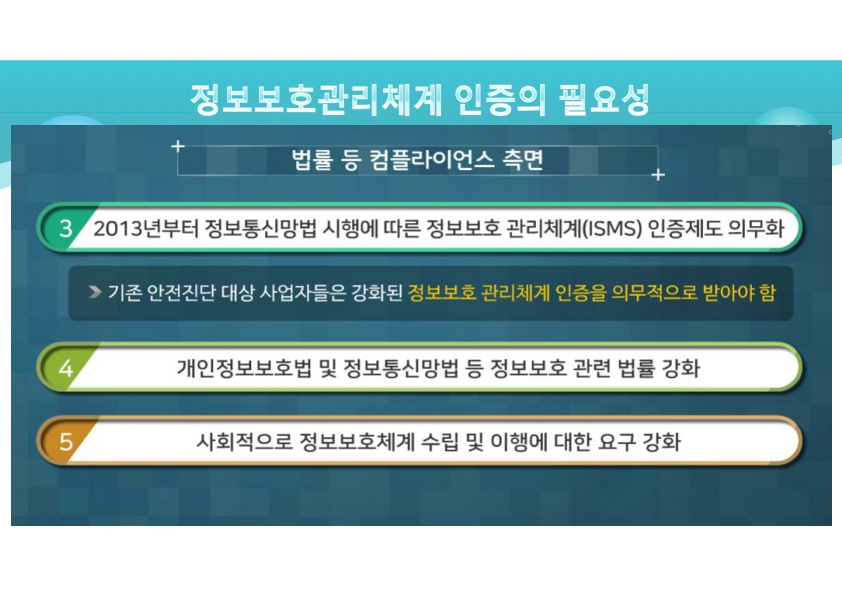 정보보호관리체계 인증의 필요성
법률 등 컴플라이언스 측면
3 2013년부터 정보통신망법 시행에 따른 정보보호 관리체계(ISMS) 인증제도 의무화
기존 안전진단 대상 사업자들은 강화된 정보보호 관리체계 인증을 의무적으로 받아야 함
4 개인정보보호법 및 정보통신망법 등 정보보호 관련 법률 강화
5 사회적으로 정보보호체계 수립 및 이행에 대한 요구 강화